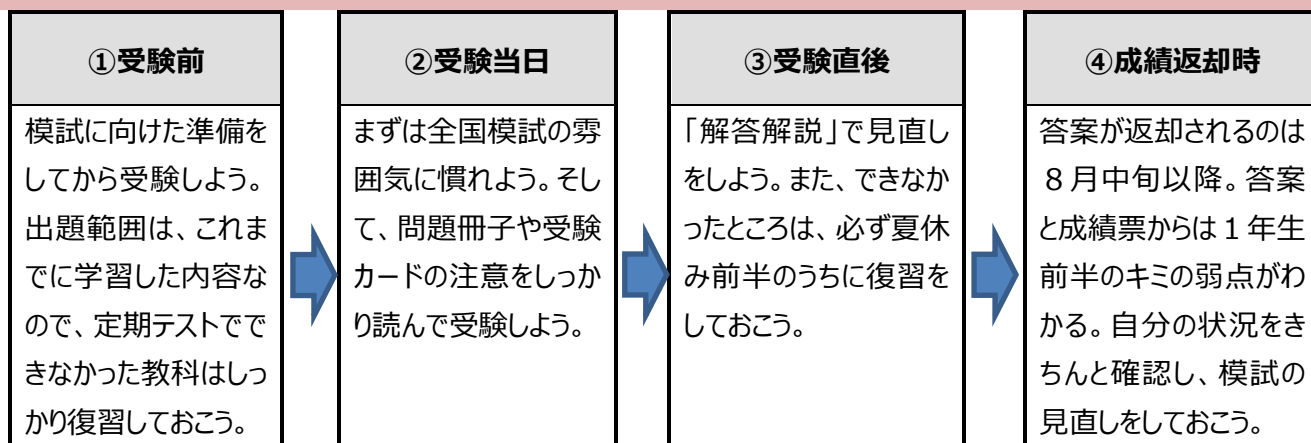 ①受験前
模試に向けた準備を
してから受験しよう。
出題範囲は、これま
でに学習した内容な
ので、定期テストでで
きなかった教科はしっ
かり復習しておこう。
②受験当日
まずは全国模試の雰
囲気に慣れよう。そし
て、問題冊子や受験
カードの注意をしっか
り読んで受験しよう。
③受験直後
「解答解説」で見直し
をしよう。また、できなか
ったところは、必ず夏休
み前半のうちに復習を
しておこう。
④成績返却時
答案が返却されるのは
８月中旬以降。答案
と成績票からは１年生
前半のキミの弱点がわ
かる。自分の状況をき
ちんと確認し、模試の
見直しをしておこう。